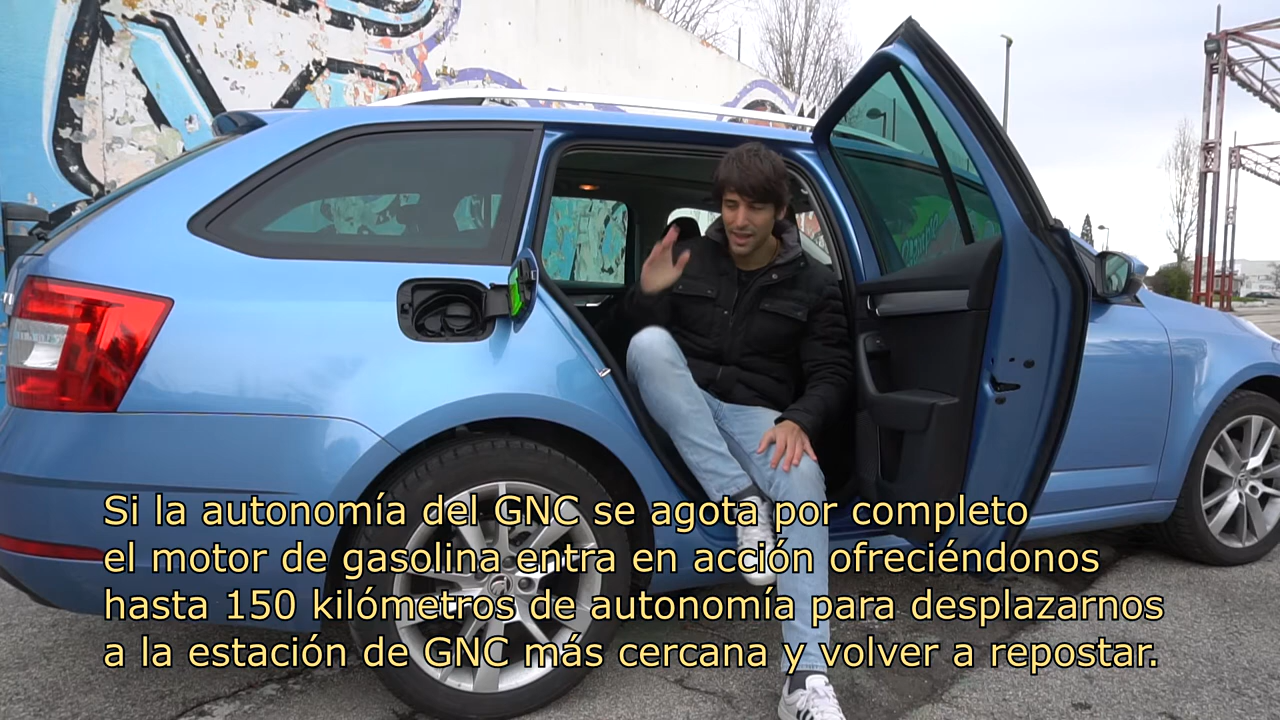 Si la autonomía del GNC se agota por completo
el motor de gasolina entra en acción ofreciéndonos
hasta 150 kilómetros de autonomía para desplazarnos
a la estación de GNC más cercana y volver a repostar.